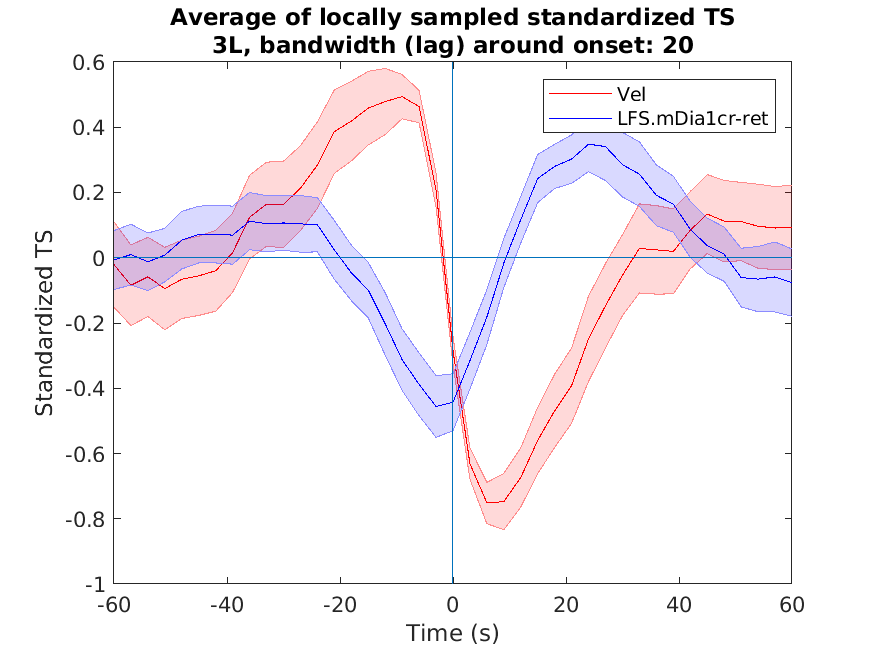 Average of locally sampled standardized TS
3L, bandwidth (lag) around onset: 20
Vel
LFS.mDia1cr-ret
0.6
0.4
0.2
0
-0.2
-0.4
-0.6
-0.8
-1
Standardized TS
-60
-40
-20
0
20
40
60
Time (s)